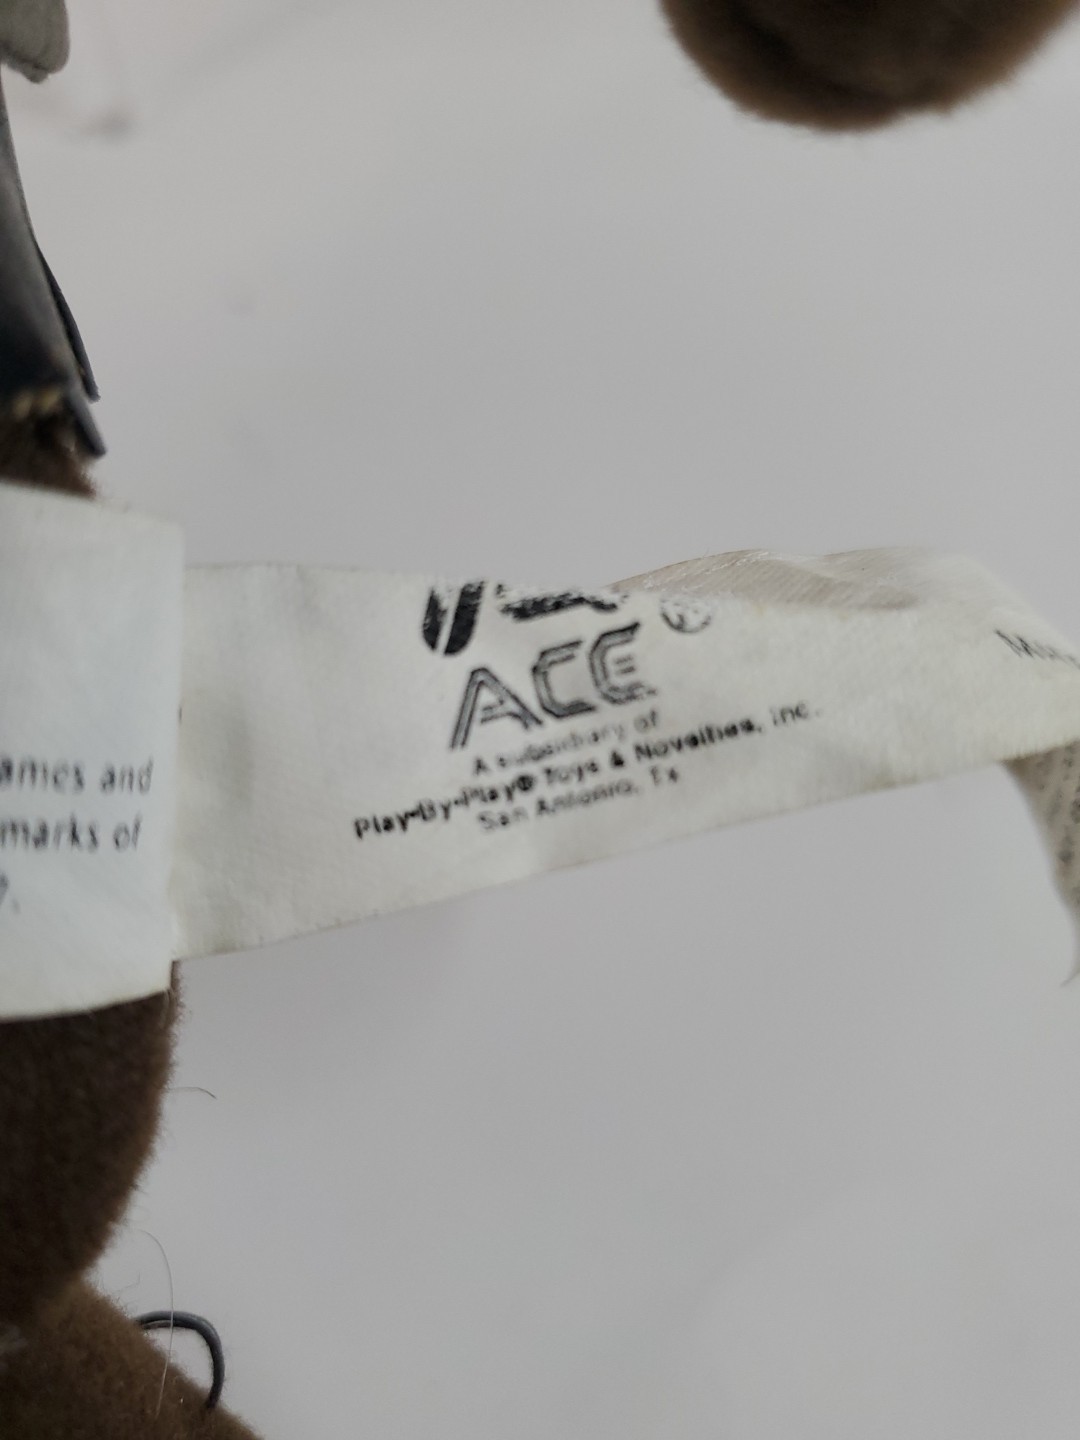 ames and
marks of
ACE ®
A subsidiary of
Play•By•Play® Toys & Novelties, Inc.
San Antonio, Tx